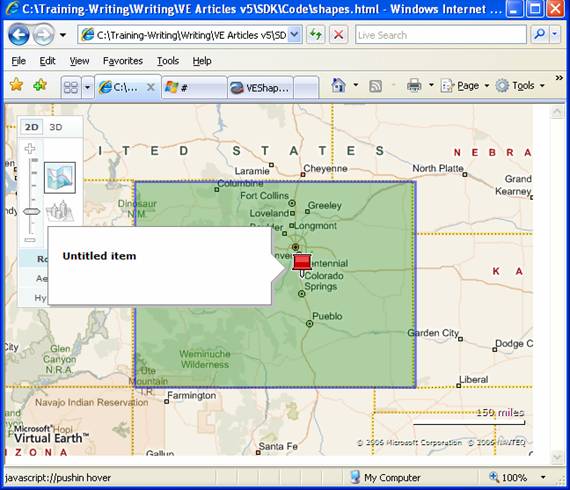 C:\Training-Writing\Writing\VE Articles v5\SDK\Code\shapes.html - Windows Internet ...
C:\Training-Writing\Writing\VE Articles v5\SD
Live Search
File Edit View Favorites Tools Help
C:\... # VEShap... Page Tools
2D 3D
ITED STATES
NEBRA
Laramie Cheyenne North Platte
Columbine
Grand
Kearney
Dinosaur
N.M.
Fort Collins
Greeley
Loveland
Longmont
Untitled item
entennial
Colorado
Springs
KA
Ro
Ae
Hy
Pueblo
Garden City
Dodge C
Glen
Canyon
N.R.A.
Weminuche
Wilderness
Ute
Mountain
I.R.
Liberal
Farmington
Navajo Indian Reservation
150 miles
Microsoft®
Virtual Earth™
© 2006 Microsoft Corporation © 2006 NAVTEQ
IZONA
Santa Fe
javascript://pushin hover My Computer 100%